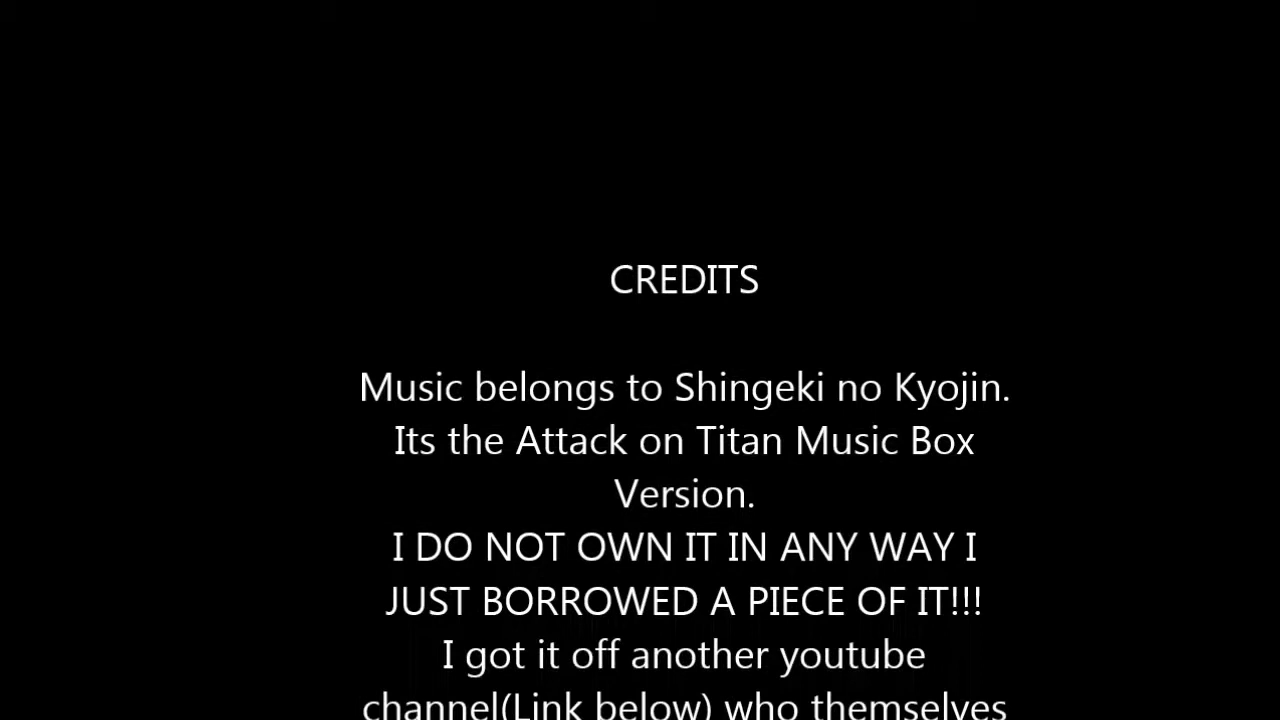 CREDITS
Music belongs to Shingeki no Kyojin.
Its the Attack on Titan Music Box
Version.
I DO NOT OWN IT IN ANY WAY I
JUST BORROWED A PIECE OF IT!!!
I got it off another youtube
channel(Link below) who themselves